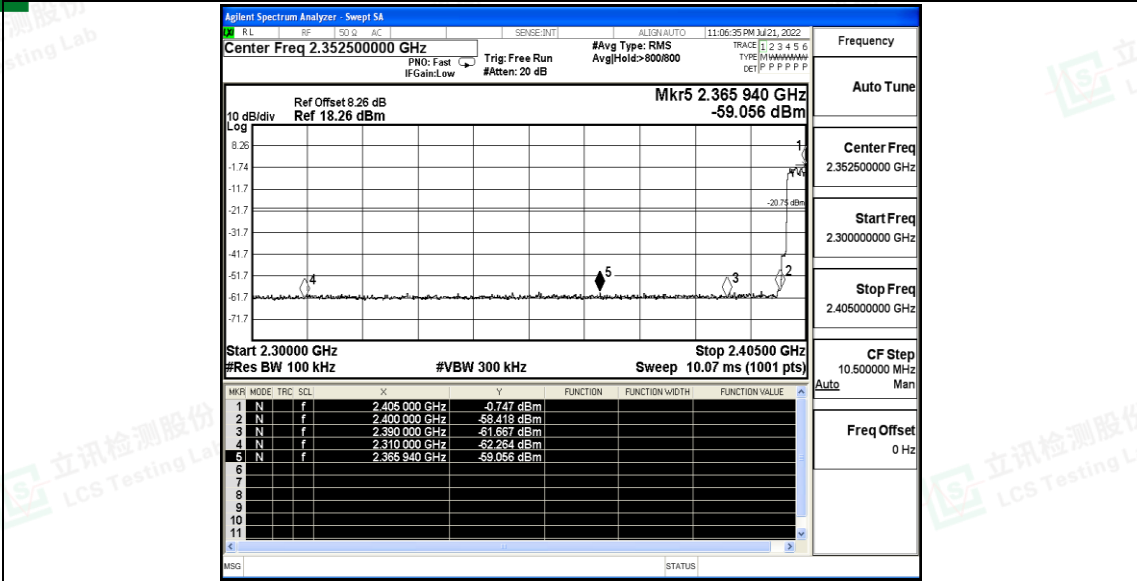 Agilent Spectrum Analyzer - Swept SA
RL RF 50 Ω AC SENSE:INT ALIGN AUTO 11:06:35 PM Jul 21, 2022
Center Freq 2.352500000 GHz
PNO: Fast
IFGain:Low
Trig: Free Run
#Atten: 20 dB
#Avg Type: RMS
Avg|Hold:>800/800
TRACE 1 2 3 4 5 6
TYPE MWWWWW
DET P P P P P P
Mkr5 2.365 940 GHz
-59.056 dBm
Ref Offset 8.26 dB
10 dB/div Ref 18.26 dBm
Log
8.26
-1.74
-11.7
-21.7
-31.7
-41.7
-51.7
-61.7
-71.7
1
-20.75 dBm
4
5
3
2
Start 2.30000 GHz Stop 2.40500 GHz
#Res BW 100 kHz #VBW 300 kHz Sweep 10.07 ms (1001 pts)
MKR MODE TRC SCL X Y FUNCTION FUNCTION WIDTH FUNCTION VALUE
1 N f 2.405 000 GHz -0.747 dBm
2 N f 2.400 000 GHz -58.418 dBm
3 N f 2.390 000 GHz -61.667 dBm
4 N f 2.310 000 GHz -62.264 dBm
5 N f 2.365 940 GHz -59.056 dBm
6
7
8
9
10
11
MSG STATUS
Frequency
Auto Tune
Center Freq
2.352500000 GHz
Start Freq
2.300000000 GHz
Stop Freq
2.405000000 GHz
CF Step
10.500000 MHz
Auto Man
Freq Offset
0 Hz
立讯检测股份
LCS Testing Lab
立讯检测股份
LCS Testing